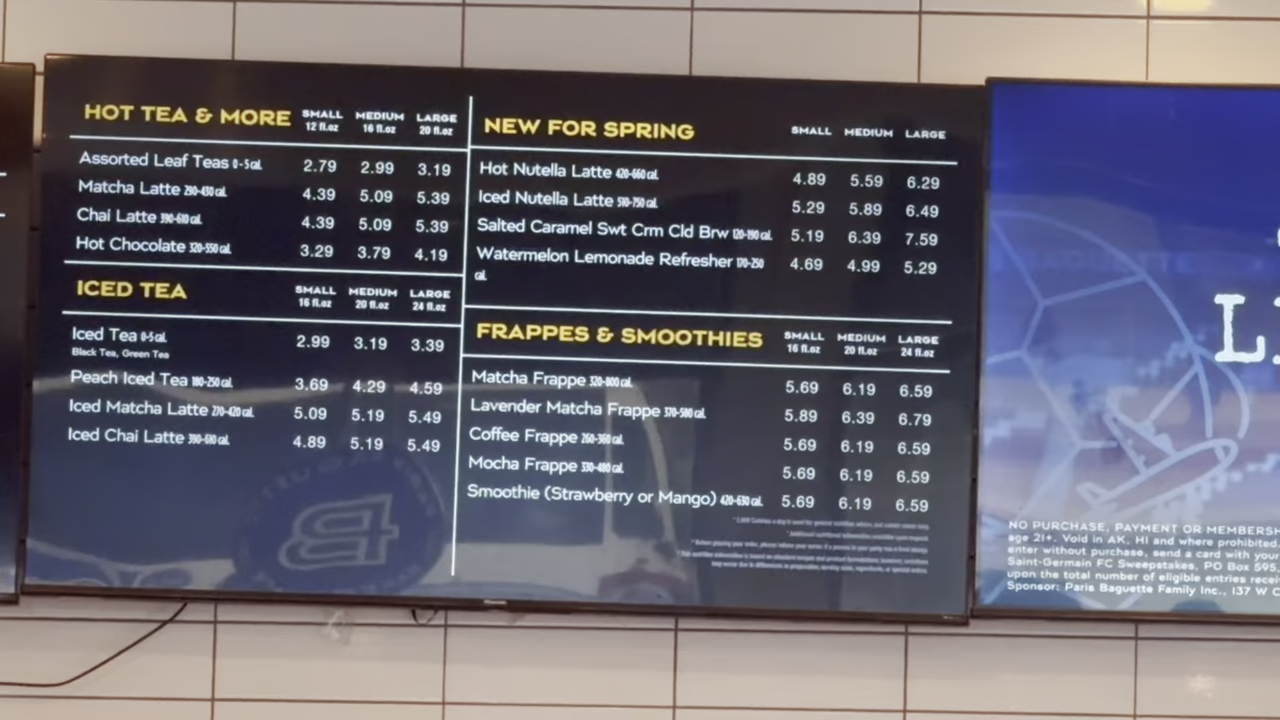 HOT TEA & MORE SMALL MEDIUM LARGE
12 fl.oz 16 fl.oz 20 fl.oz
Assorted Leaf Teas 0-5 cal. 2.79 2.99 3.19
Matcha Latte 4.39 5.09 5.39
Chai Latte 390-610 cal. 4.39 5.09 5.39
Hot Chocolate 320-550 cal. 3.29 3.79 4.19
ICED TEA SMALL MEDIUM LARGE
16 fl.oz 20 fl.oz 24 fl.oz
Iced Tea 0-5 cal. 2.99 3.19 3.39
Black Tea, Green Tea
Peach Iced Tea 180-250 cal. 3.69 4.29 4.59
Iced Matcha Latte 270-420 cal. 5.09 5.19 5.49
Iced Chai Latte 4.89 5.19 5.49
NEW FOR SPRING SMALL MEDIUM LARGE
Hot Nutella Latte 420-660 cal. 4.89 5.59 6.29
Iced Nutella Latte 510-750 cal. 5.29 5.89 6.49
Salted Caramel Swt Crm Cld Brw 120-190 cal. 5.19 6.39 7.59
Watermelon Lemonade Refresher 170-250 4.69 4.99 5.29
cal.
FRAPPES & SMOOTHIES SMALL MEDIUM LARGE
16 fl.oz 20 fl.oz 24 fl.oz
Matcha Frappe 320-800 cal. 5.69 6.19 6.59
Lavender Matcha Frappe 370-580 cal. 5.89 6.39 6.79
Coffee Frappe 260-360 cal. 5.69 6.19 6.59
Mocha Frappe 330-480 cal. 5.69 6.19 6.59
Smoothie (Strawberry or Mango) 420-630 cal. 5.69 6.19 6.59
NO PURCHASE, PAYMENT OR MEMBERSH
age 21+. Void in AK, HI and where prohibited.
enter without purchase, send a card with your
Saint-Germain FC Sweepstakes, PO Box 595,
upon the total number of eligible entries rece
Sponsor: Paris Baguette Family Inc., 137 W C